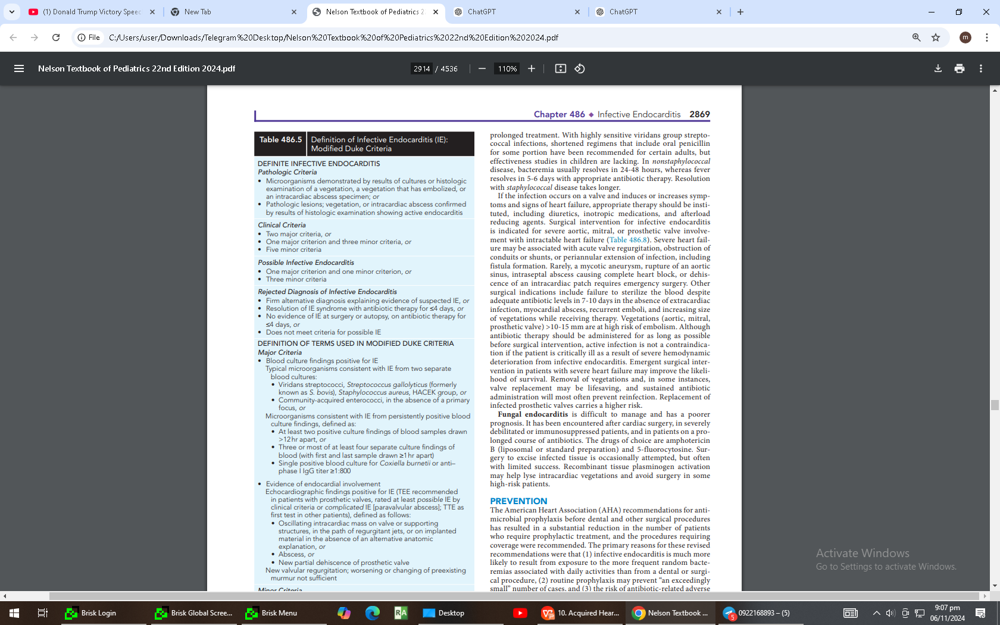 (1) Donald Trump Victory Speec
New Tab
Nelson Textbook of Pediatrics 2
ChatGPT
ChatGPT
File
C:/Users/user/Downloads/Telegram%20Desktop/Nelson%20Textbook%20of%20Pediatrics%2022nd%20Edition%202024.pdf
m
Nelson Textbook of Pediatrics 22nd Edition 2024.pdf
2914 / 4536
110%
Chapter 486 ◆ Infective Endocarditis 2869
Table 486.5 Definition of Infective Endocarditis (IE):
Modified Duke Criteria
DEFINITE INFECTIVE ENDOCARDITIS
Pathologic Criteria
• Microorganisms demonstrated by results of cultures or histologic
examination of a vegetation, a vegetation that has embolized, or
an intracardiac abscess specimen; or
• Pathologic lesions; vegetation, or intracardiac abscess confirmed
by results of histologic examination showing active endocarditis
Clinical Criteria
• Two major criteria, or
• One major criterion and three minor criteria, or
• Five minor criteria
Possible Infective Endocarditis
• One major criterion and one minor criterion, or
• Three minor criteria
Rejected Diagnosis of Infective Endocarditis
• Firm alternative diagnosis explaining evidence of suspected IE, or
• Resolution of IE syndrome with antibiotic therapy for ≤4 days, or
• No evidence of IE at surgery or autopsy, on antibiotic therapy for
≤4 days, or
• Does not meet criteria for possible IE
DEFINITION OF TERMS USED IN MODIFIED DUKE CRITERIA
Major Criteria
• Blood culture findings positive for IE
Typical microorganisms consistent with IE from two separate
blood cultures:
• Viridans streptococci, Streptococcus gallolyticus (formerly
known as S. bovis), Staphylococcus aureus, HACEK group, or
• Community-acquired enterococci, in the absence of a primary
focus, or
Microorganisms consistent with IE from persistently positive blood
culture findings, defined as:
• At least two positive culture findings of blood samples drawn
>12 hr apart, or
• Three or most of at least four separate culture findings of
blood (with first and last sample drawn ≥1 hr apart)
• Single positive blood culture for Coxiella burnetii or anti–
phase I IgG titer ≥1:800
• Evidence of endocardial involvement
Echocardiographic findings positive for IE (TEE recommended
in patients with prosthetic valves, rated at least possible IE by
clinical criteria or complicated IE [paravalvular abscess]; TTE as
first test in other patients), defined as follows:
• Oscillating intracardiac mass on valve or supporting
structures, in the path of regurgitant jets, or on implanted
material in the absence of an alternative anatomic
explanation, or
• Abscess, or
• New partial dehiscence of prosthetic valve
New valvular regurgitation; worsening or changing of preexisting
murmur not sufficient
Minor Criteria
prolonged treatment. With highly sensitive viridans group strepto-
coccal infections, shortened regimens that include oral penicillin
for some portion have been recommended for certain adults, but
effectiveness studies in children are lacking. In nonstaphylococcal
disease, bacteremia usually resolves in 24-48 hours, whereas fever
resolves in 5-6 days with appropriate antibiotic therapy. Resolution
with staphylococcal disease takes longer.
If the infection occurs on a valve and induces or increases symp-
toms and signs of heart failure, appropriate therapy should be insti-
tuted, including diuretics, inotropic medications, and afterload
reducing agents. Surgical intervention for infective endocarditis
is indicated for severe aortic, mitral, or prosthetic valve involve-
ment with intractable heart failure (Table 486.8). Severe heart fail-
ure may be associated with acute valve regurgitation, obstruction of
conduits or shunts, or periannular extension of infection, including
fistula formation. Rarely, a mycotic aneurysm, rupture of an aortic
sinus, intraseptal abscess causing complete heart block, or dehis-
cence of an intracardiac patch requires emergency surgery. Other
surgical indications include failure to sterilize the blood despite
adequate antibiotic levels in 7-10 days in the absence of extracardiac
infection, myocardial abscess, recurrent emboli, and increasing size
of vegetations while receiving therapy. Vegetations (aortic, mitral,
prosthetic valve) >10-15 mm are at high risk of embolism. Although
antibiotic therapy should be administered for as long as possible
before surgical intervention, active infection is not a contraindica-
tion if the patient is critically ill as a result of severe hemodynamic
deterioration from infective endocarditis. Emergent surgical inter-
vention in patients with severe heart failure may improve the likeli-
hood of survival. Removal of vegetations and, in some instances,
valve replacement may be lifesaving, and sustained antibiotic
administration will most often prevent reinfection. Replacement of
infected prosthetic valves carries a higher risk.
Fungal endocarditis is difficult to manage and has a poorer
prognosis. It has been encountered after cardiac surgery, in severely
debilitated or immunosuppressed patients, and in patients on a pro-
longed course of antibiotics. The drugs of choice are amphotericin
B (liposomal or standard preparation) and 5-fluorocytosine. Sur-
gery to excise infected tissue is occasionally attempted, but often
with limited success. Recombinant tissue plasminogen activation
may help lyse intracardiac vegetations and avoid surgery in some
high-risk patients.
PREVENTION
The American Heart Association (AHA) recommendations for anti-
microbial prophylaxis before dental and other surgical procedures
has resulted in a substantial reduction in the number of patients
who require prophylactic treatment, and the procedures requiring
coverage were recommended. The primary reasons for these revised
recommendations were that (1) infective endocarditis is much more
likely to result from exposure to the more frequent random bacte-
remias associated with daily activities than from a dental or surgi-
cal procedure, (2) routine prophylaxis may prevent “an exceedingly
small” number of cases, and (3) the risk of antibiotic-related adverse
Activate Windows
Go to Settings to activate Windows.
Brisk Login
Brisk Global Scree...
Brisk Menu
RA
Desktop
10. Acquired Hear...
Nelson Textbook ...
5
0922168893 – (5)
9:07 pm
06/11/2024